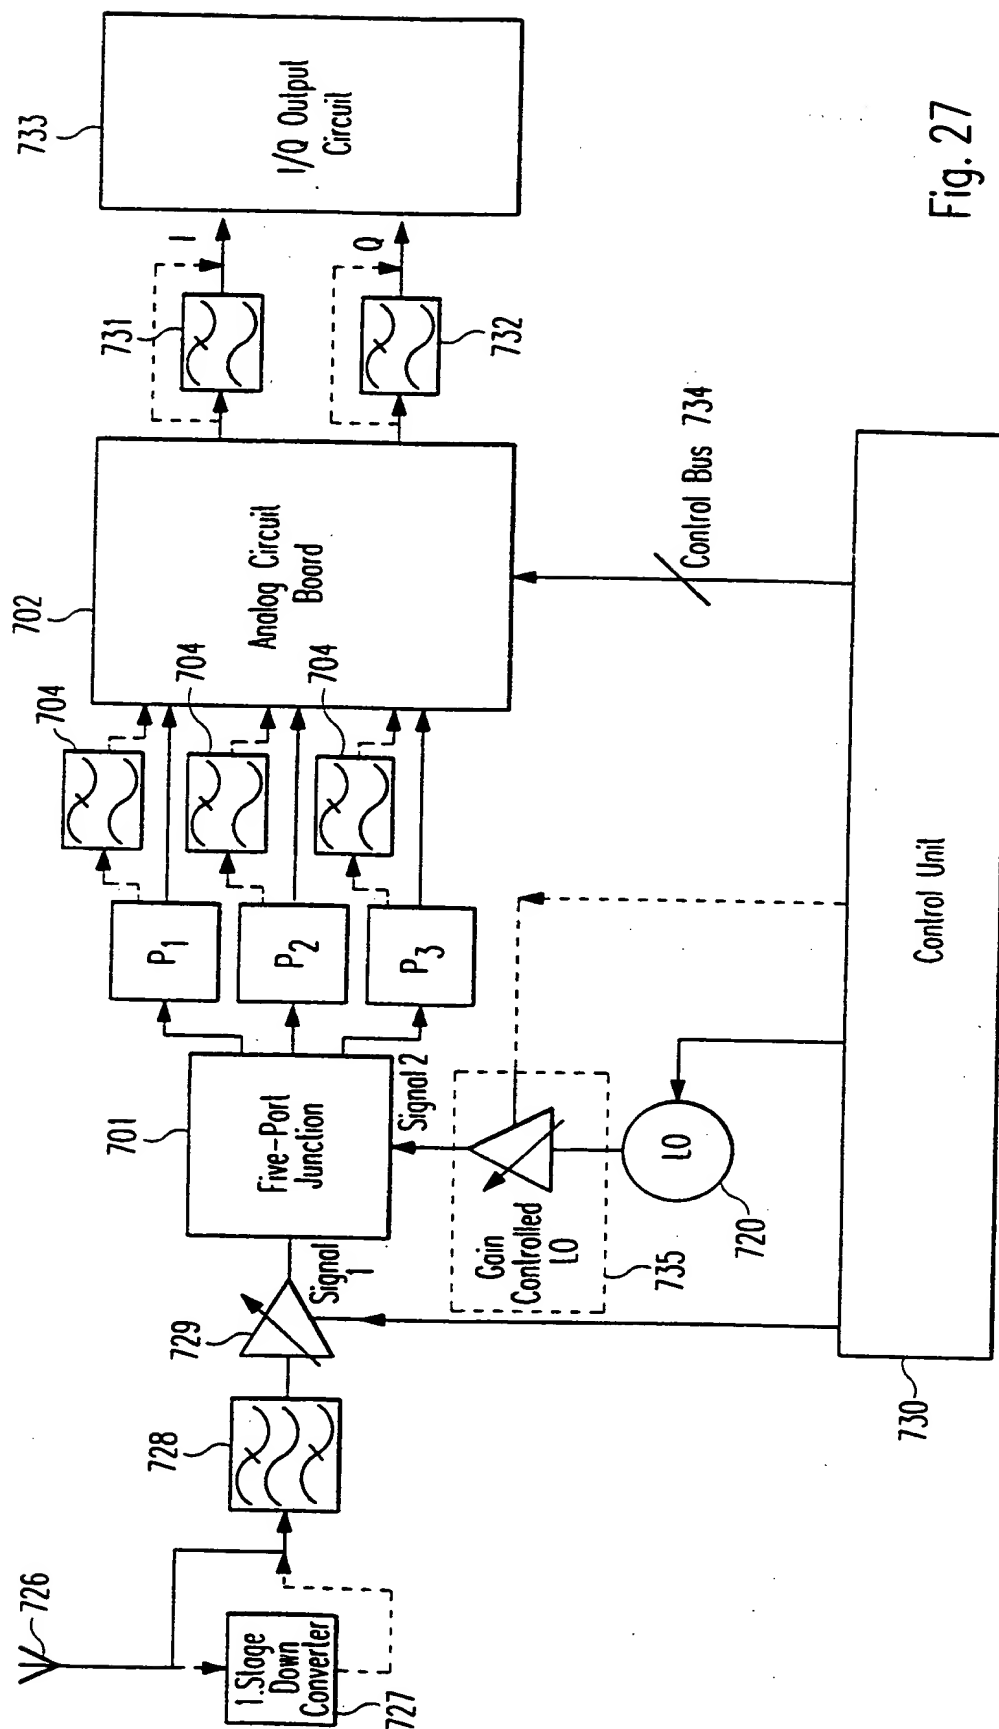 726
1.Stage
Down
Converter
727
728
729
Signal
1
701
Five-Port
Junction
Signal 2
Gain
Controlled
LO
735
LO
720
P1
P2
P3
704
704
704
702
Analog Circuit
Board
731
I
732
Q
733
I/Q Output
Circuit
Control Bus 734
Control Unit
730
Fig. 27